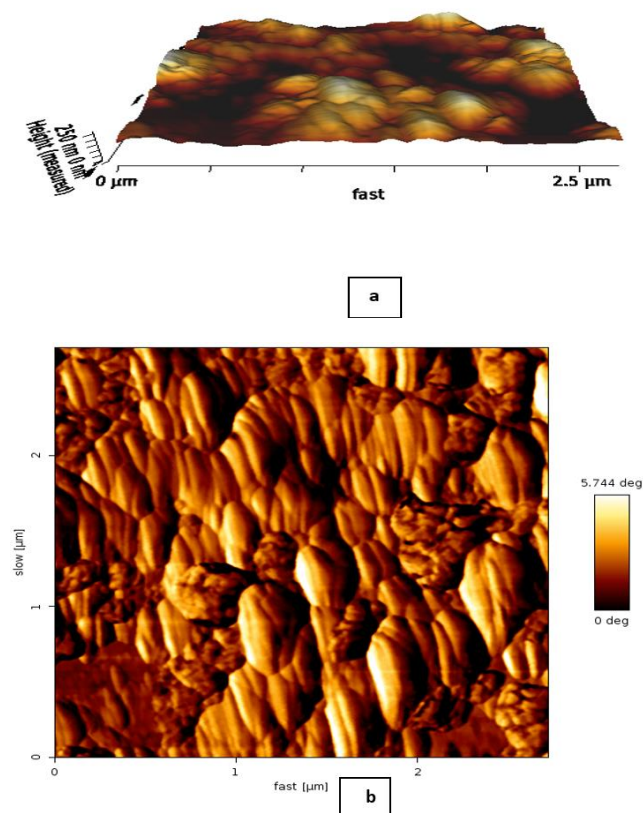 250 nm 0 nm
Height (measured)
0 µm
2.5 µm
fast
a
5.744 deg
0 deg
slow [µm]
2
1
0
0
1
2
fast [µm]
b